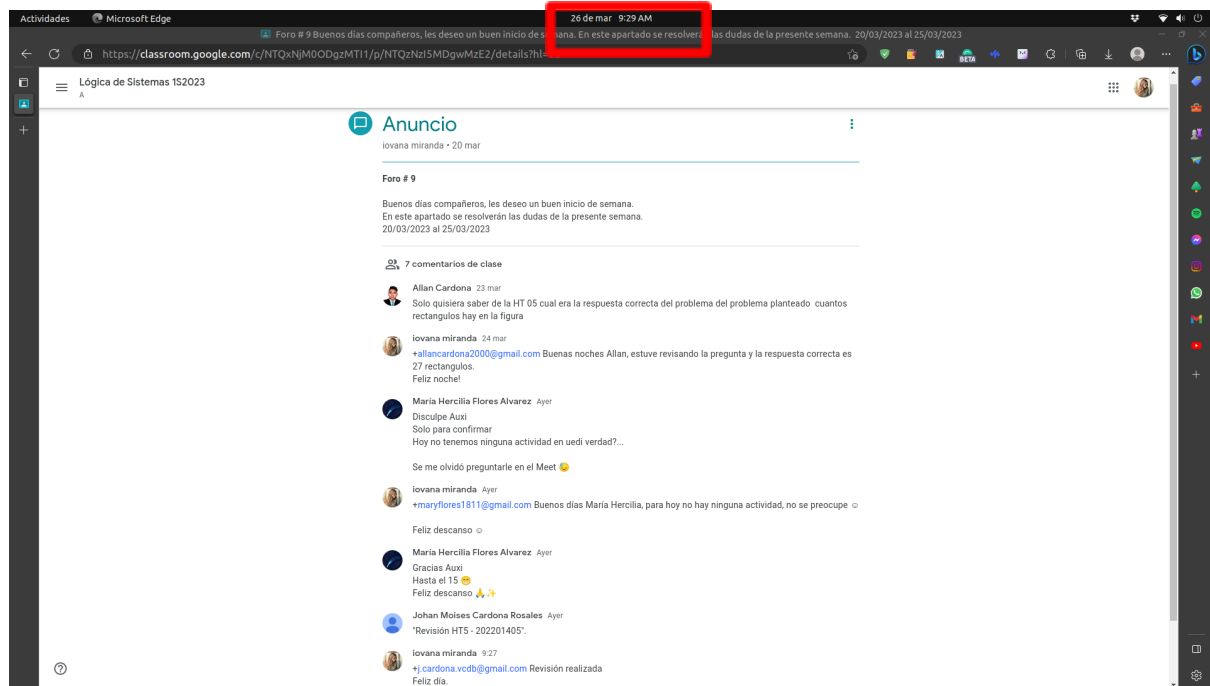 Actividades Microsoft Edge 26 de mar 9:29 AM
Foro # 9 Buenos días compañeros, les deseo un buen inicio de semana. En este apartado se resolverán las dudas de la presente semana. 20/03/2023 al 25/03/2023
https://classroom.google.com/c/NTQxNjM0ODgzMTI1/p/NTQzNzI5MDgwMzE2/details?hl=
BETA
Lógica de Sistemas 1S2023
A
Anuncio
iovana miranda • 20 mar
Foro # 9
Buenos días compañeros, les deseo un buen inicio de semana.
En este apartado se resolverán las dudas de la presente semana.
20/03/2023 al 25/03/2023
7 comentarios de clase
Allan Cardona 23 mar
Solo quisiera saber de la HT 05 cual era la respuesta correcta del problema del problema planteado cuantos
rectangulos hay en la figura
iovana miranda 24 mar
+allancardona2000@gmail.com Buenas noches Allan, estuve revisando la pregunta y la respuesta correcta es
27 rectangulos.
Feliz noche!
María Hercilia Flores Alvarez Ayer
Disculpe Auxi
Solo para confirmar
Hoy no tenemos ninguna actividad en uedi verdad?...
Se me olvidó preguntarle en el Meet 😓
iovana miranda Ayer
+maryflores1811@gmail.com Buenos días María Hercilia, para hoy no hay ninguna actividad, no se preocupe ☺
Feliz descanso ☺
María Hercilia Flores Alvarez Ayer
Gracias Auxi
Hasta el 15 😁
Feliz descanso 🙏✨
Johan Moises Cardona Rosales Ayer
"Revisión HT5 - 202201405".
iovana miranda 9:27
+j.cardona.vcdb@gmail.com Revisión realizada
Feliz día.